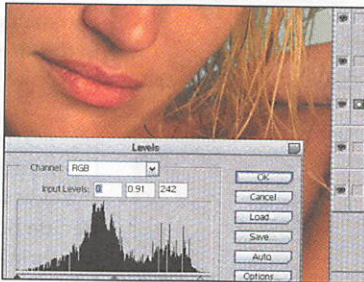 Levels
Channel: RGB
Input Levels: 0 0.91 242
OK
Cancel
Load...
Save...
Auto
Options...